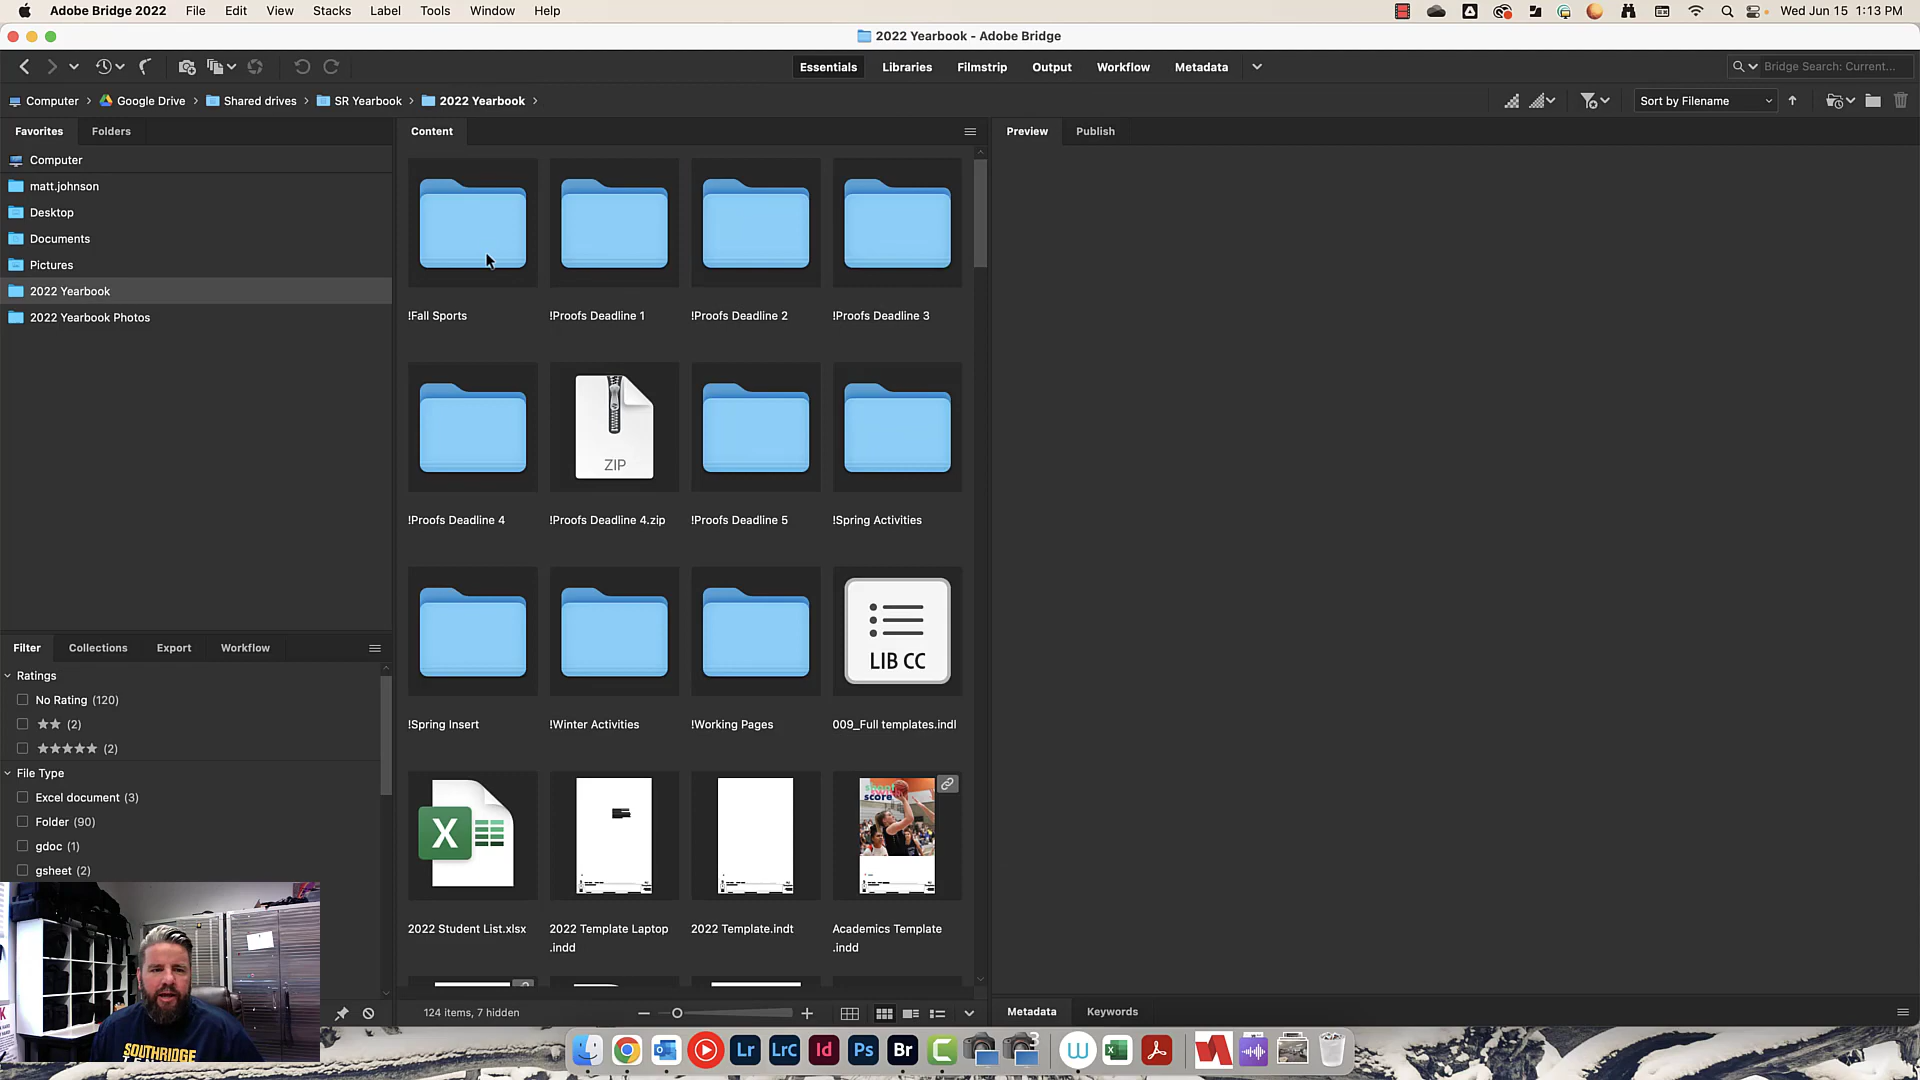 Adobe Bridge 2022 File Edit View Stacks Label Tools Window Help Wed Jun 15 1:13 PM
2022 Yearbook - Adobe Bridge
Essentials Libraries Filmstrip Output Workflow Metadata Bridge Search: Current...
Computer Google Drive Shared drives SR Yearbook 2022 Yearbook Sort by Filename
Favorites Folders
Computer
matt.johnson
Desktop
Documents
Pictures
2022 Yearbook
2022 Yearbook Photos
Content
!Fall Sports !Proofs Deadline 1 !Proofs Deadline 2 !Proofs Deadline 3
ZIP
!Proofs Deadline 4 !Proofs Deadline 4.zip !Proofs Deadline 5 !Spring Activities
LIB CC
!Spring Insert !Winter Activities !Working Pages 009_Full templates.indl
X
score
2022 Student List.xlsx 2022 Template Laptop 2022 Template.indt Academics Template
.indd .indd
124 items, 7 hidden
Preview Publish
Metadata Keywords
Filter Collections Export Workflow
Ratings
No Rating (120)
(2)
(2)
File Type
Excel document (3)
Folder (90)
gdoc (1)
gsheet (2)
SOUTHRIDGE
Lr LrC Id Ps Br C W X